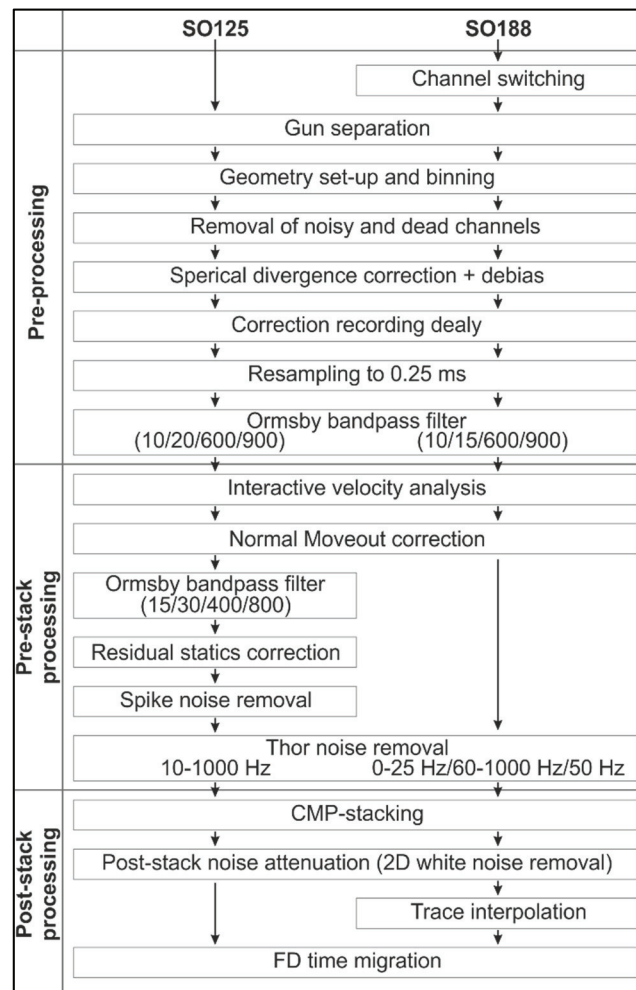 SO125 SO188
Pre-processing
Channel switching
Gun separation
Geometry set-up and binning
Removal of noisy and dead channels
Sperical divergence correction + debias
Correction recording dealy
Resampling to 0.25 ms
Ormsby bandpass filter
(10/20/600/900) (10/15/600/900)
Pre-stack
processing
Interactive velocity analysis
Normal Moveout correction
Ormsby bandpass filter
(15/30/400/800)
Residual statics correction
Spike noise removal
Thor noise removal
10-1000 Hz 0-25 Hz/60-1000 Hz/50 Hz
Post-stack
processing
CMP-stacking
Post-stack noise attenuation (2D white noise removal)
Trace interpolation
FD time migration